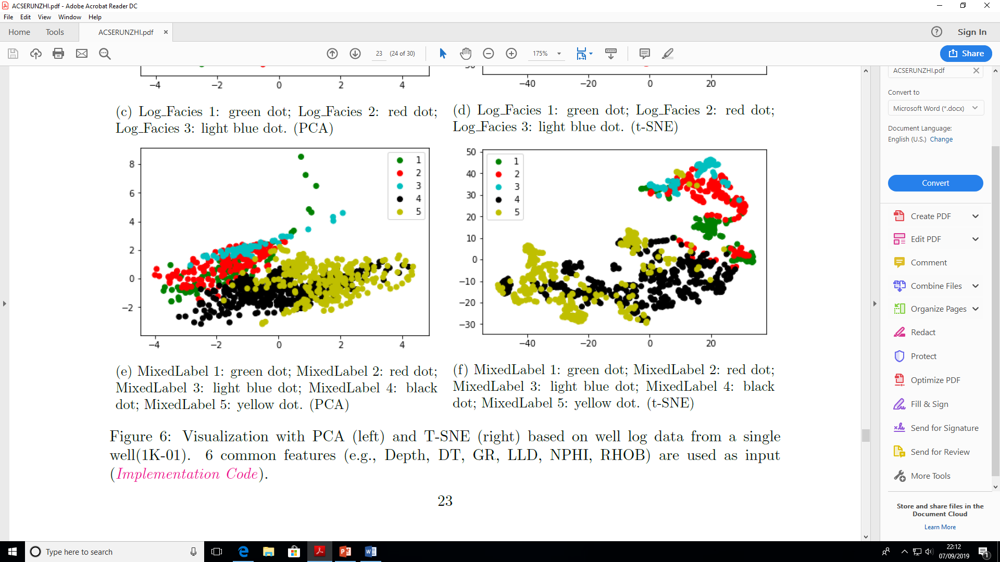 ACSERUNZHI.pdf - Adobe Acrobat Reader DC
File Edit View Window Help
Home Tools ACSERUNZHI.pdf × Sign In
23 (24 of 30) 175% Share
−4 −2 0 2 4
−40 −20 0 20
(c) Log_Facies 1: green dot; Log_Facies 2: red dot;
Log_Facies 3: light blue dot. (PCA)
(d) Log_Facies 1: green dot; Log_Facies 2: red dot;
Log_Facies 3: light blue dot. (t-SNE)
8
6
4
2
0
−2
−4 −2 0 2 4
1
2
3
4
5
50
40
30
20
10
0
−10
−20
−30
−40 −20 0 20
1
2
3
4
5
(e) MixedLabel 1: green dot; MixedLabel 2: red dot;
MixedLabel 3: light blue dot; MixedLabel 4: black
dot; MixedLabel 5: yellow dot. (PCA)
(f) MixedLabel 1: green dot; MixedLabel 2: red dot;
MixedLabel 3: light blue dot; MixedLabel 4: black
dot; MixedLabel 5: yellow dot. (t-SNE)
Figure 6: Visualization with PCA (left) and T-SNE (right) based on well log data from a single
well(1K-01). 6 common features (e.g., Depth, DT, GR, LLD, NPHI, RHOB) are used as input
(Implementation Code).
23
ACSERUNZHI.pdf
Convert to
Microsoft Word (*.docx)
Document Language:
English (U.S.) Change
Convert
Create PDF
Edit PDF
Comment
Combine Files
Organize Pages
Redact
Protect
Optimize PDF
Fill & Sign
Send for Signature
Send for Review
More Tools
Store and share files in the
Document Cloud
Learn More
Type here to search
22:12
07/09/2019
1